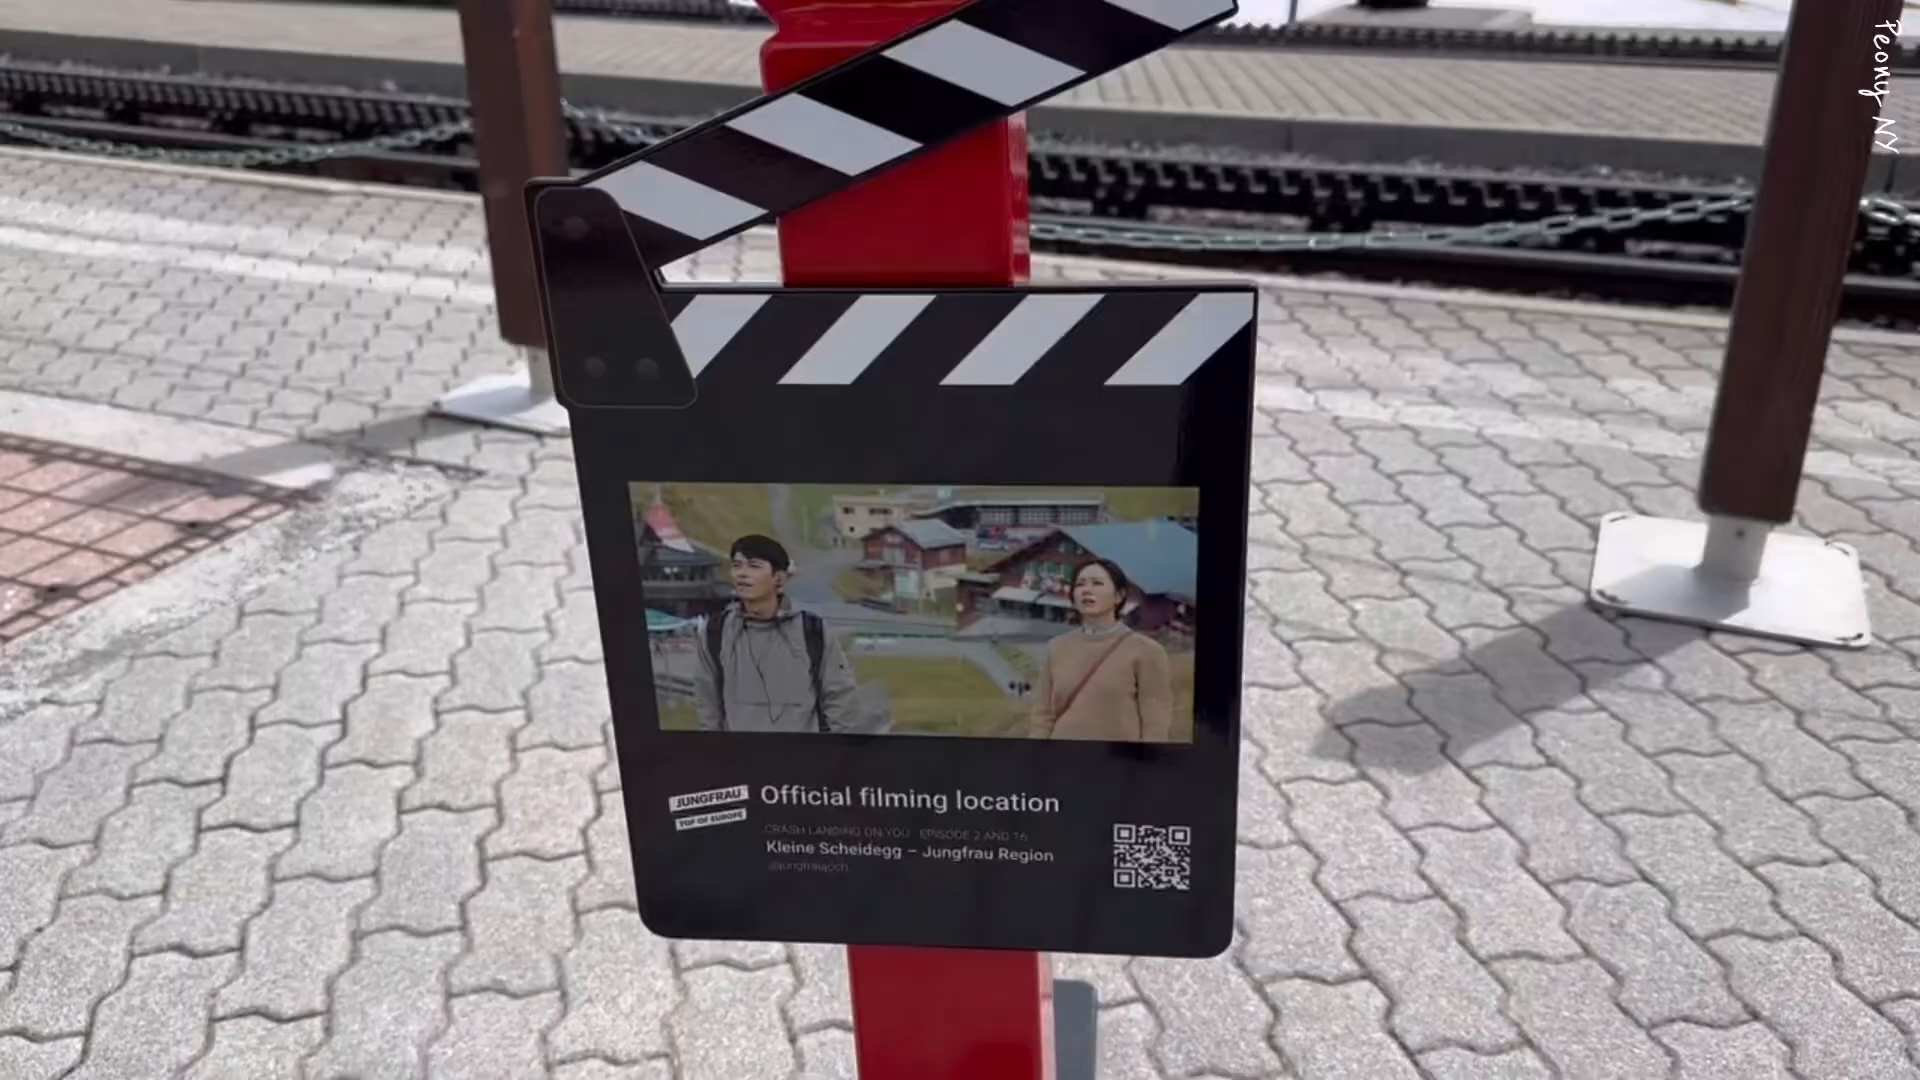 Peony NY
JUNGFRAU
TOP OF EUROPE
Official filming location
CRASH LANDING ON YOU EPISODE 2 AND 16
Kleine Scheidegg – Jungfrau Region
@jungfraujoch